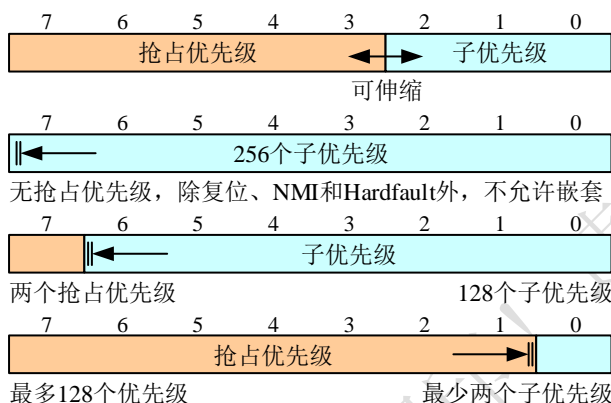 7 6 5 4 3 2 1 0
抢占优先级 子优先级
可伸缩
7 6 5 4 3 2 1 0
256个子优先级
无抢占优先级，除复位、NMI和Hardfault外，不允许嵌套
7 6 5 4 3 2 1 0
子优先级
两个抢占优先级 128个子优先级
7 6 5 4 3 2 1 0
抢占优先级
最多128个优先级 最少两个子优先级